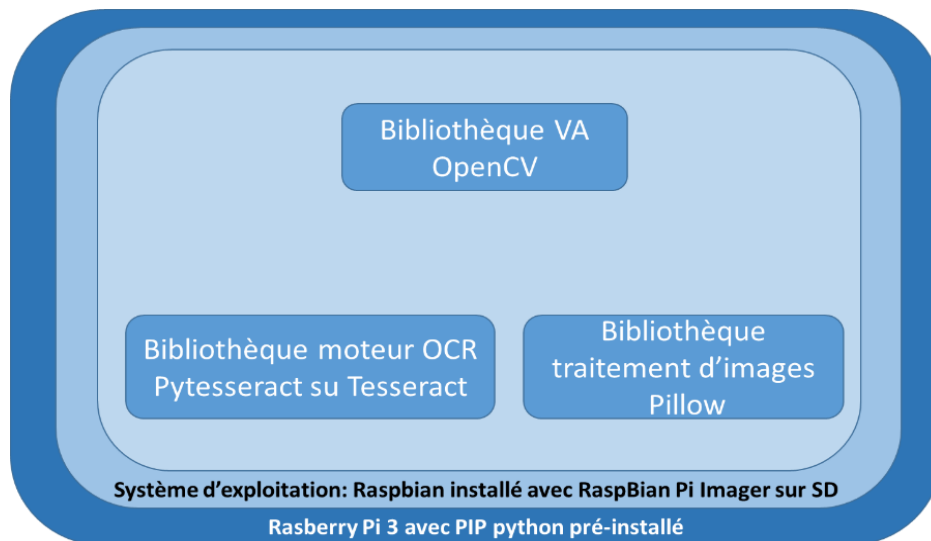 Bibliothèque VA
OpenCV
Bibliothèque moteur OCR
Pytesseract su Tesseract
Bibliothèque
traitement d’images
Pillow
Système d’exploitation: Raspbian installé avec RaspBian Pi Imager sur SD
Rasberry Pi 3 avec PIP python pré-installé